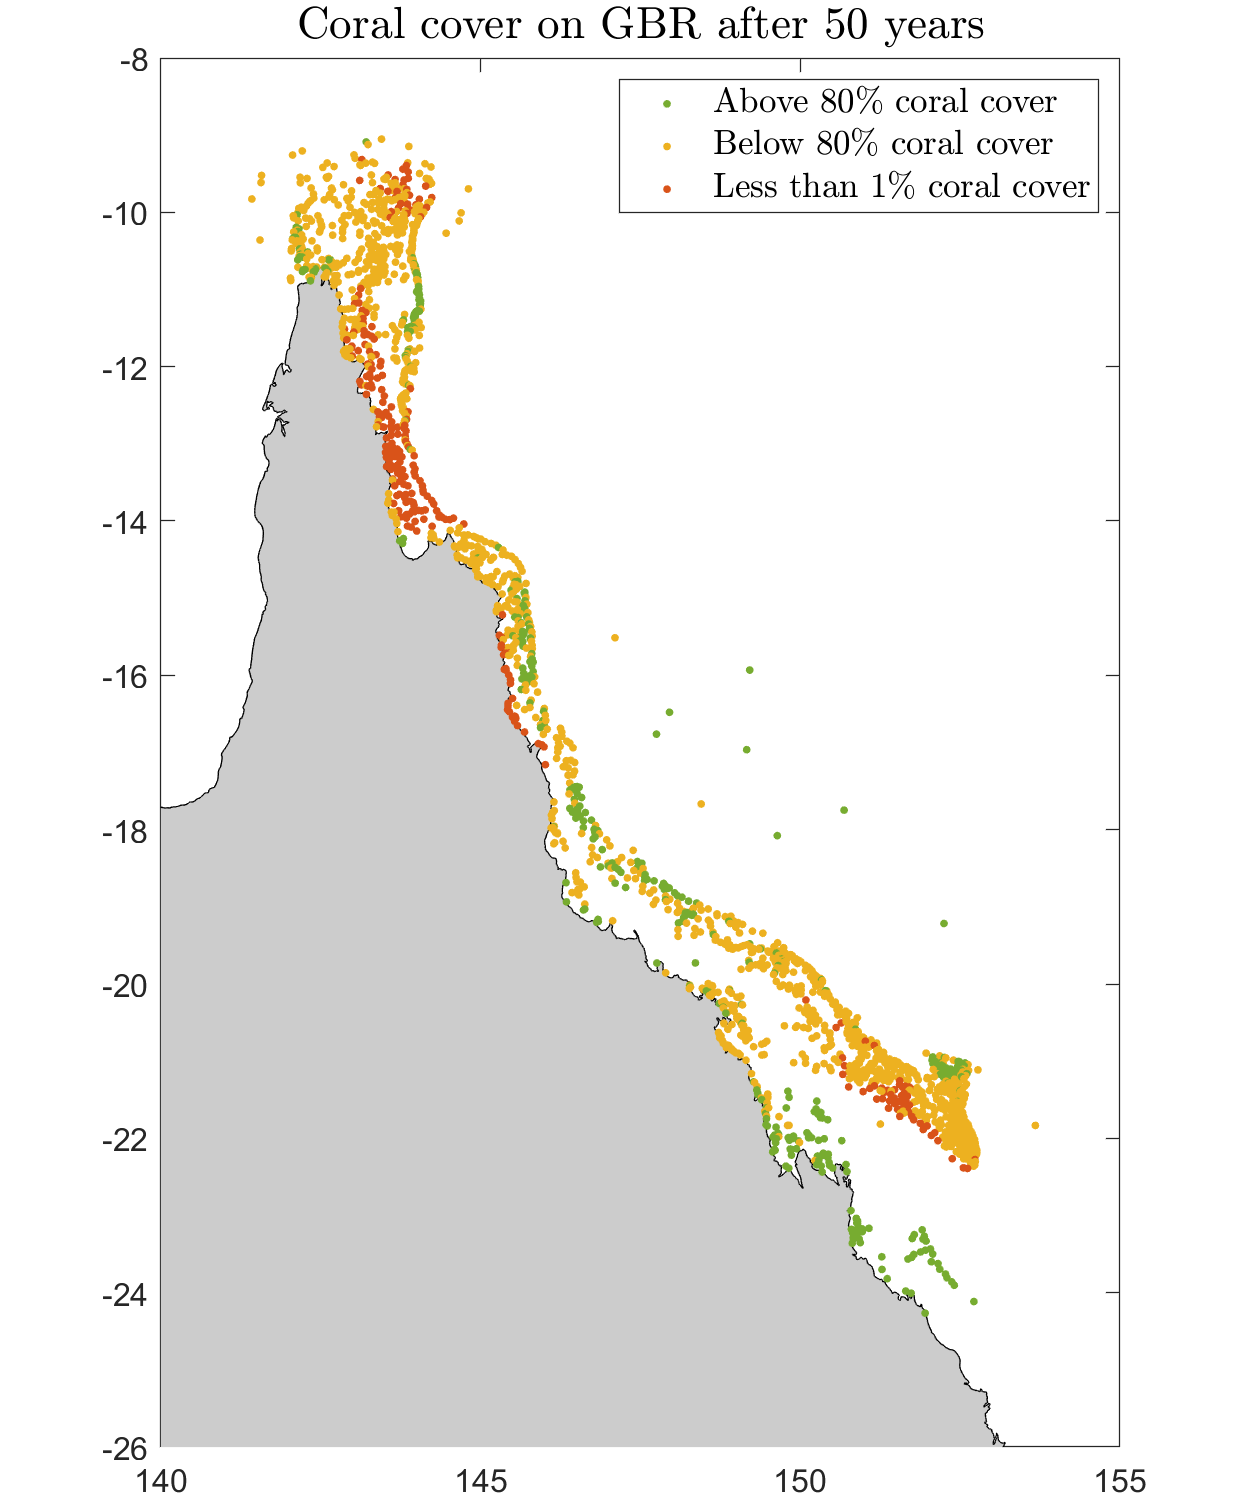 Coral cover on GBR after 50 years
Above 80% coral cover
Below 80% coral cover
Less than 1% coral cover
-8
-10
-12
-14
-16
-18
-20
-22
-24
-26
140 145 150 155